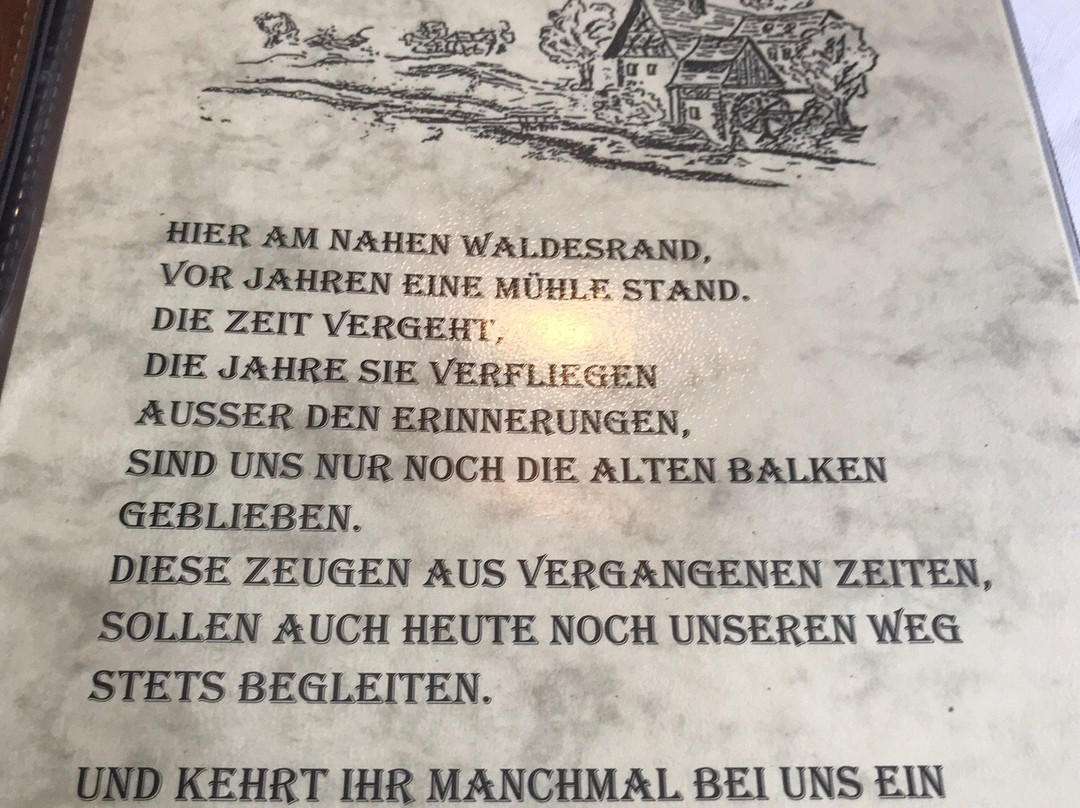 HIER AM NAHEN WALDESRAND,
VOR JAHREN EINE MÜHLE STAND.
DIE ZEIT VERGEHT,
DIE JAHRE SIE VERFLIEGEN
AUSSER DEN ERINNERUNGEN,
SIND UNS NUR NOCH DIE ALTEN BALKEN
GEBLIEBEN.
DIESE ZEUGEN AUS VERGANGENEN ZEITEN,
SOLLEN AUCH HEUTE NOCH UNSEREN WEG
STETS BEGLEITEN.
UND KEHRT IHR MANCHMAL BEI UNS EIN